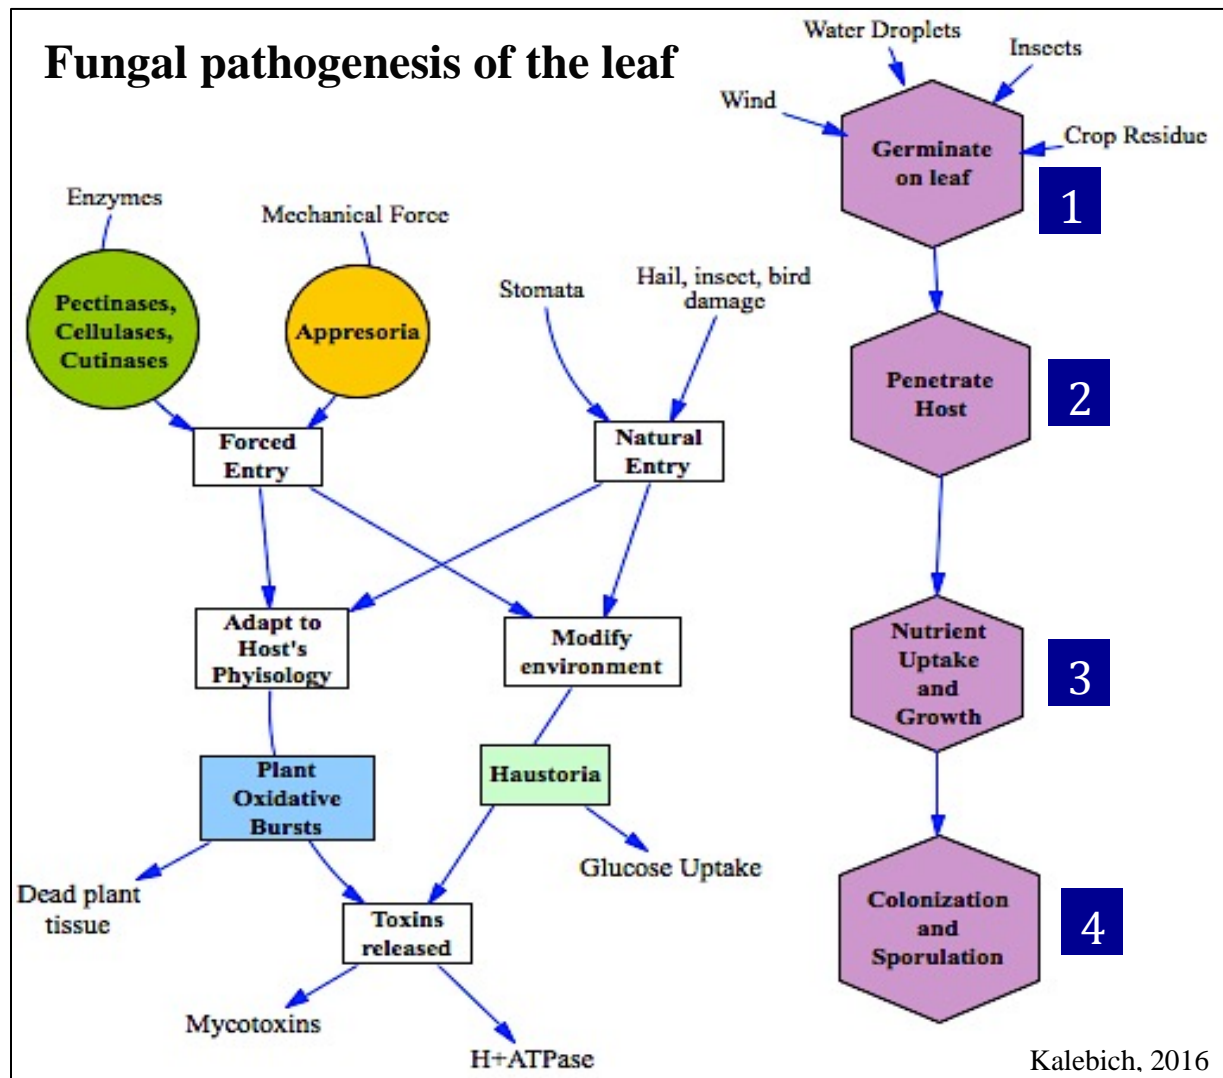 Fungal pathogenesis of the leaf
Water Droplets
Insects
Wind
Crop Residue
Germinate
on leaf
1
Enzymes
Mechanical Force
Pectinases,
Cellulases,
Cutinases
Appresoria
Stomata
Hail, insect, bird
damage
Penetrate
Host
2
Forced
Entry
Natural
Entry
Adapt to
Host's
Phyisology
Modify
environment
Nutrient
Uptake
and
Growth
3
Plant
Oxidative
Bursts
Haustoria
Dead plant
tissue
Glucose Uptake
Toxins
released
Colonization
and
Sporulation
4
Mycotoxins
H+ATPase
Kalebich, 2016